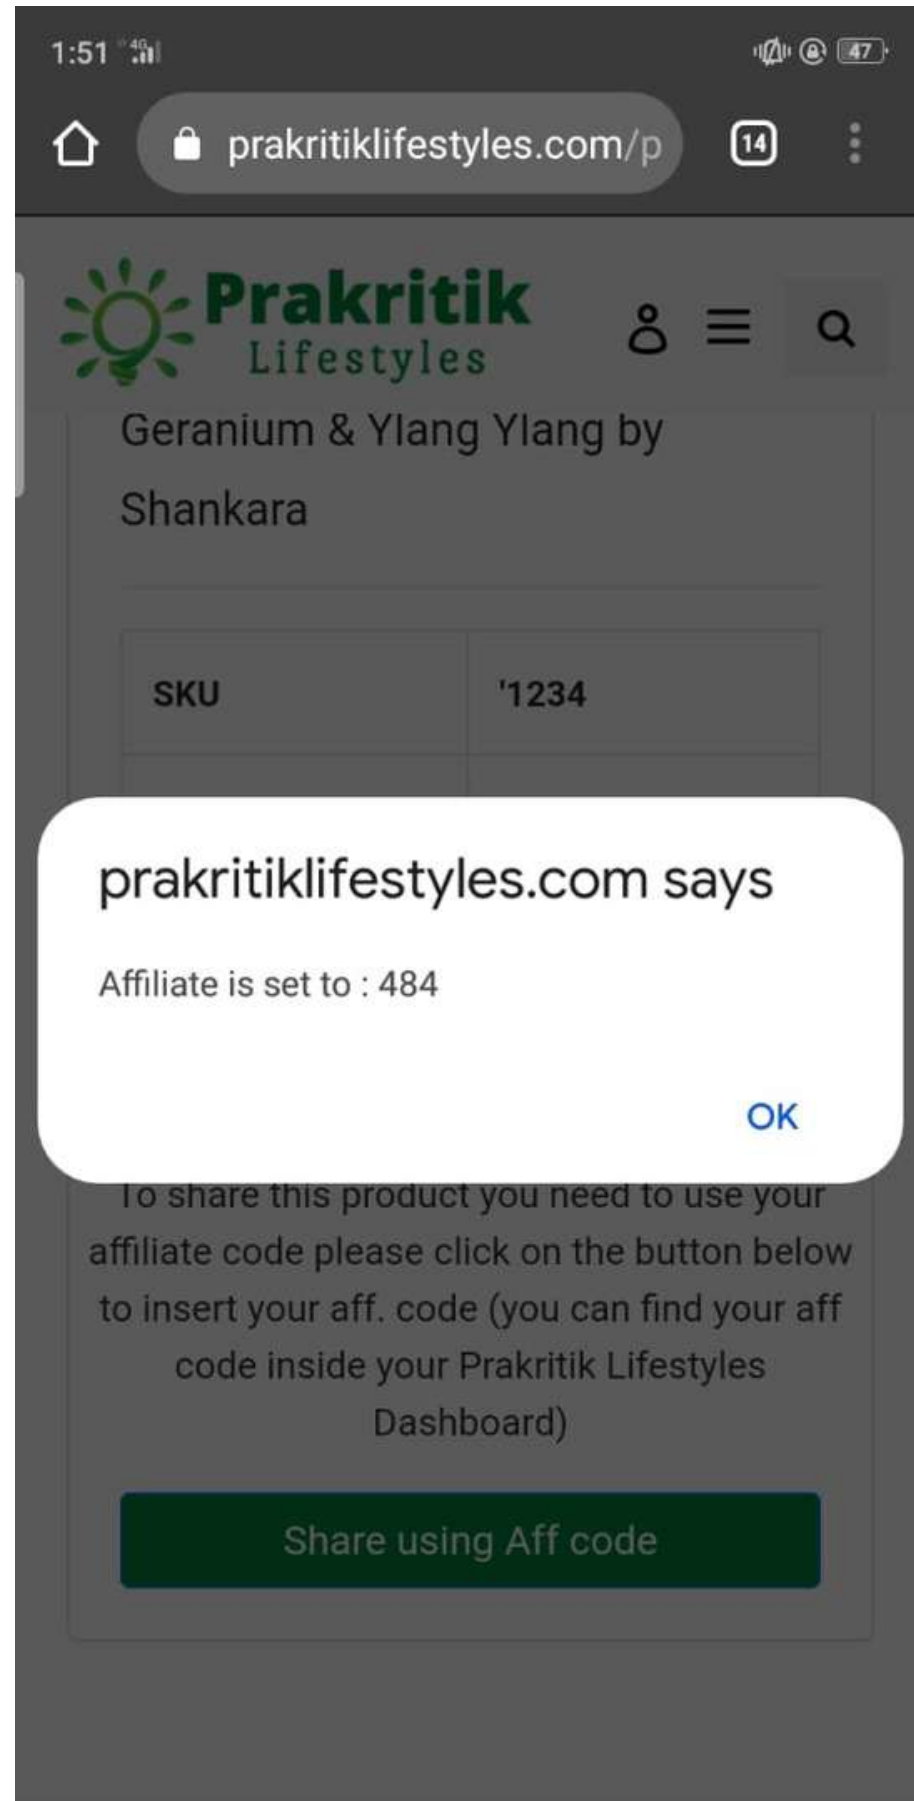 1:51 4G 47
prakritiklifestyles.com/p 14
Prakritik
Lifestyles
Geranium & Ylang Ylang by
Shankara
SKU '1234
prakritiklifestyles.com says
Affiliate is set to : 484
OK
To share this product you need to use your
affiliate code please click on the button below
to insert your aff. code (you can find your aff
code inside your Prakritik Lifestyles
Dashboard)
Share using Aff code